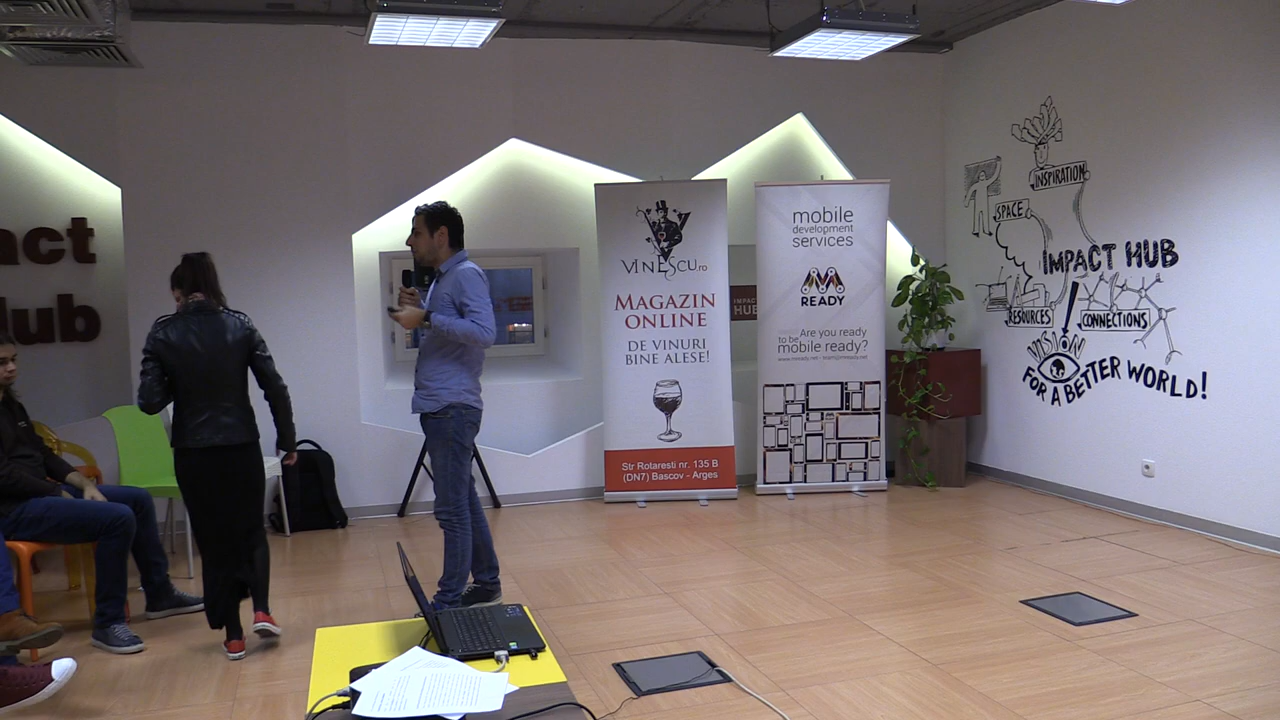 act
Hub
VINESCU.ro
MAGAZIN
ONLINE
DE VINURI
BINE ALESE!
Str Rotaresti nr. 135 B
(DN7) Bascov - Arges
IMPACT
HUB
mobile
development
services
READY
Are you ready
to be
mobile ready?
INSPIRATION
SPACE
IMPACT HUB
RESOURCES
CONNECTIONS
VISION
FOR A BETTER WORLD!